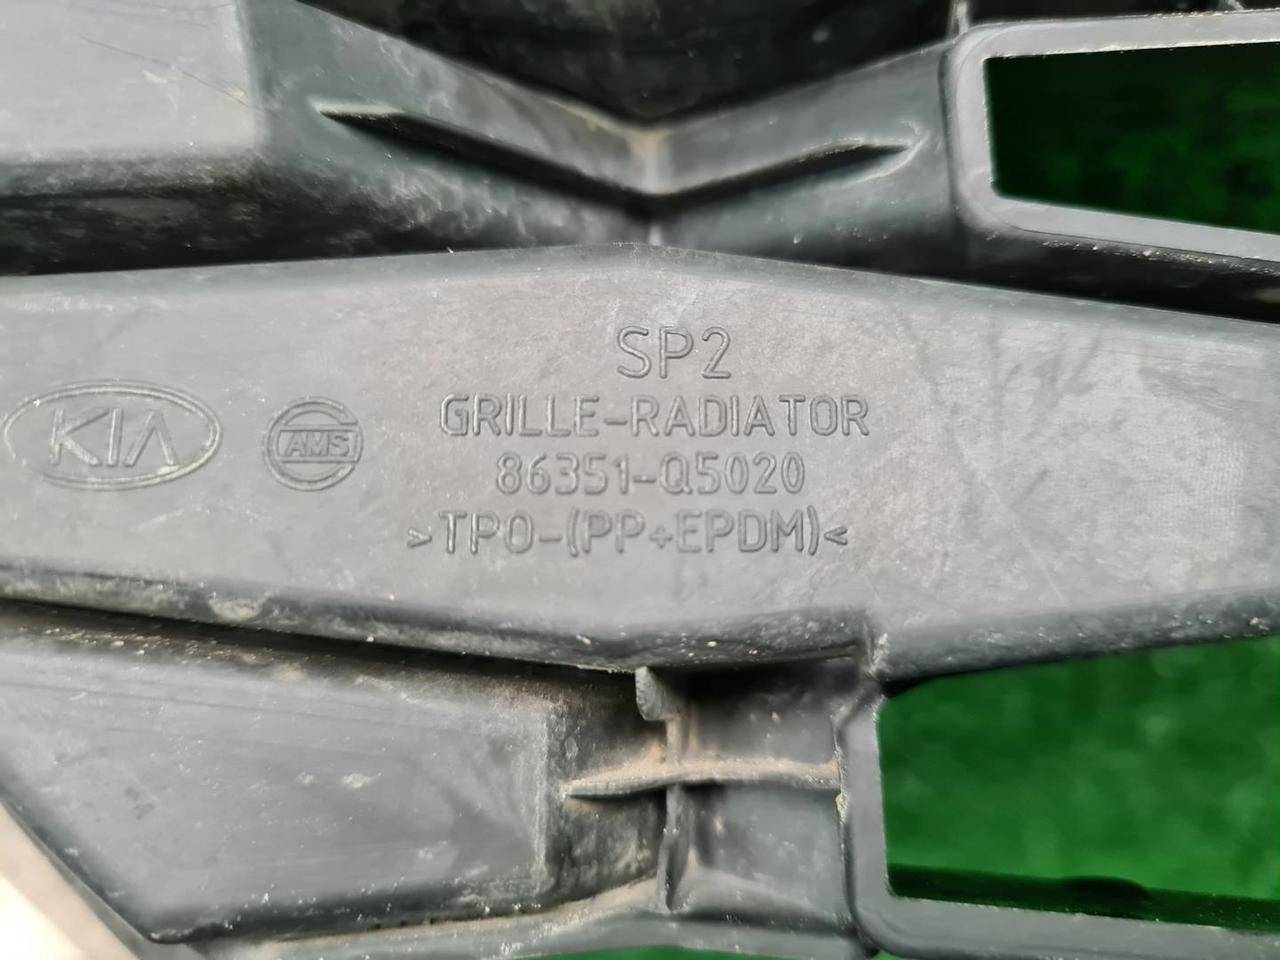 SP2
GRILLE-RADIATOR
KIA AMS 86351-Q5020
>TPO-(PP+EPDM)<